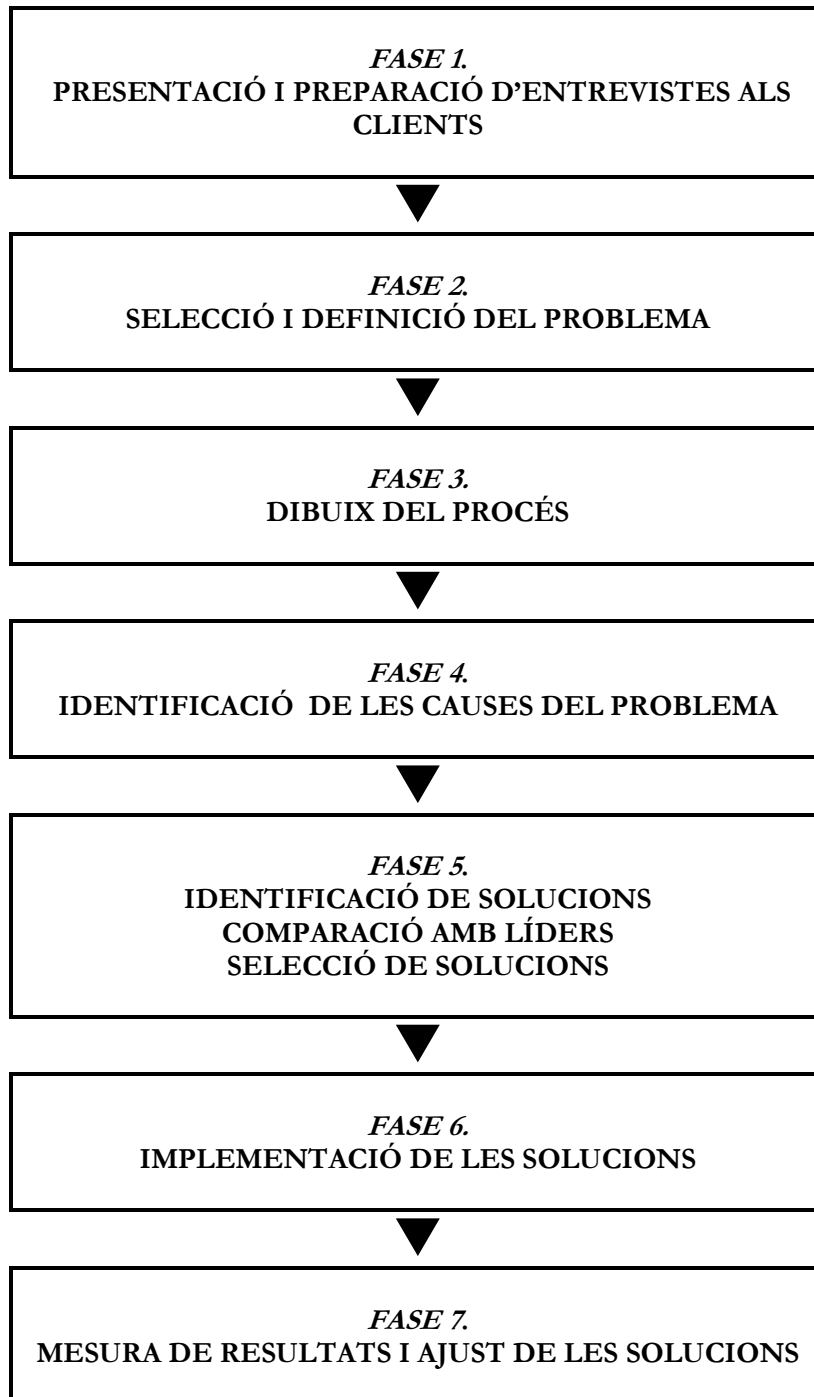 FASE 1.
PRESENTACIÓ I PREPARACIÓ D’ENTREVISTES ALS
CLIENTS
FASE 2.
SELECCIÓ I DEFINICIÓ DEL PROBLEMA
FASE 3.
DIBUIX DEL PROCÉS
FASE 4.
IDENTIFICACIÓ  DE LES CAUSES DEL PROBLEMA
FASE 5.
IDENTIFICACIÓ DE SOLUCIONS
COMPARACIÓ AMB LÍDERS
SELECCIÓ DE SOLUCIONS
FASE 6.
IMPLEMENTACIÓ DE LES SOLUCIONS
FASE 7.
MESURA DE RESULTATS I AJUST DE LES SOLUCIONS